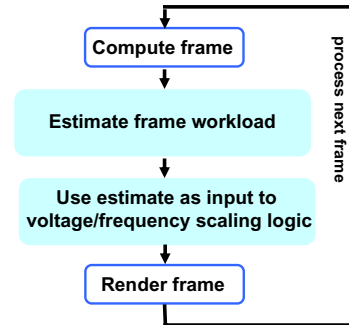 Compute frame
Estimate frame workload
Use estimate as input to
voltage/frequency scaling logic
Render frame
process next frame